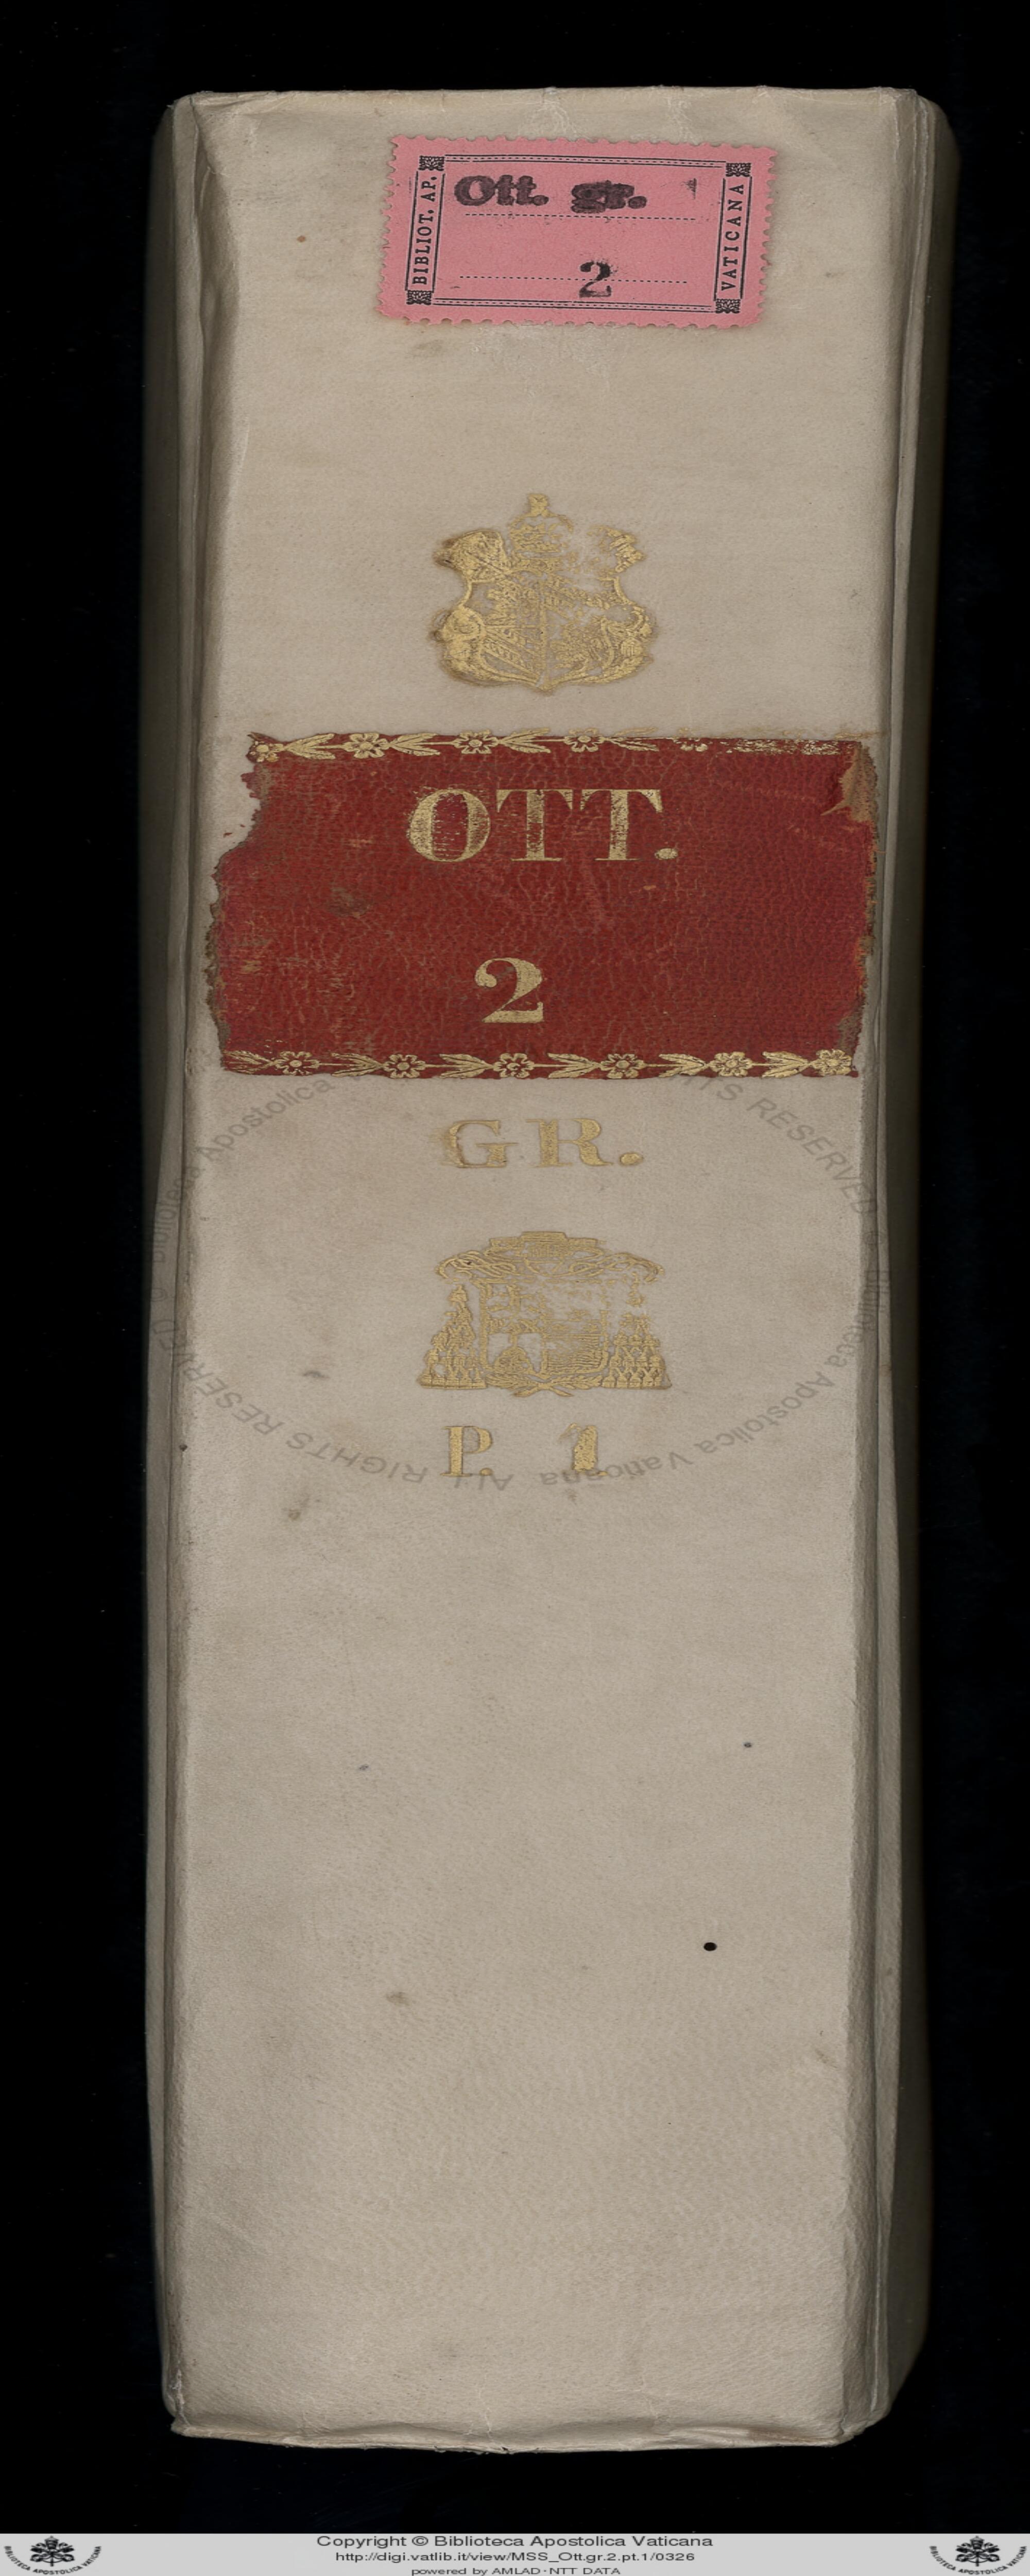 Ott. gr.
2
BIBLIOT. AP.
VATICANA
OTT.
2
GR.
P. 1
Copyright © Biblioteca Apostolica Vaticana
http://digi.vatlib.it/view/MSS_Ott.gr.2.pt.1/0326
powered by AMLAD·NTT DATA